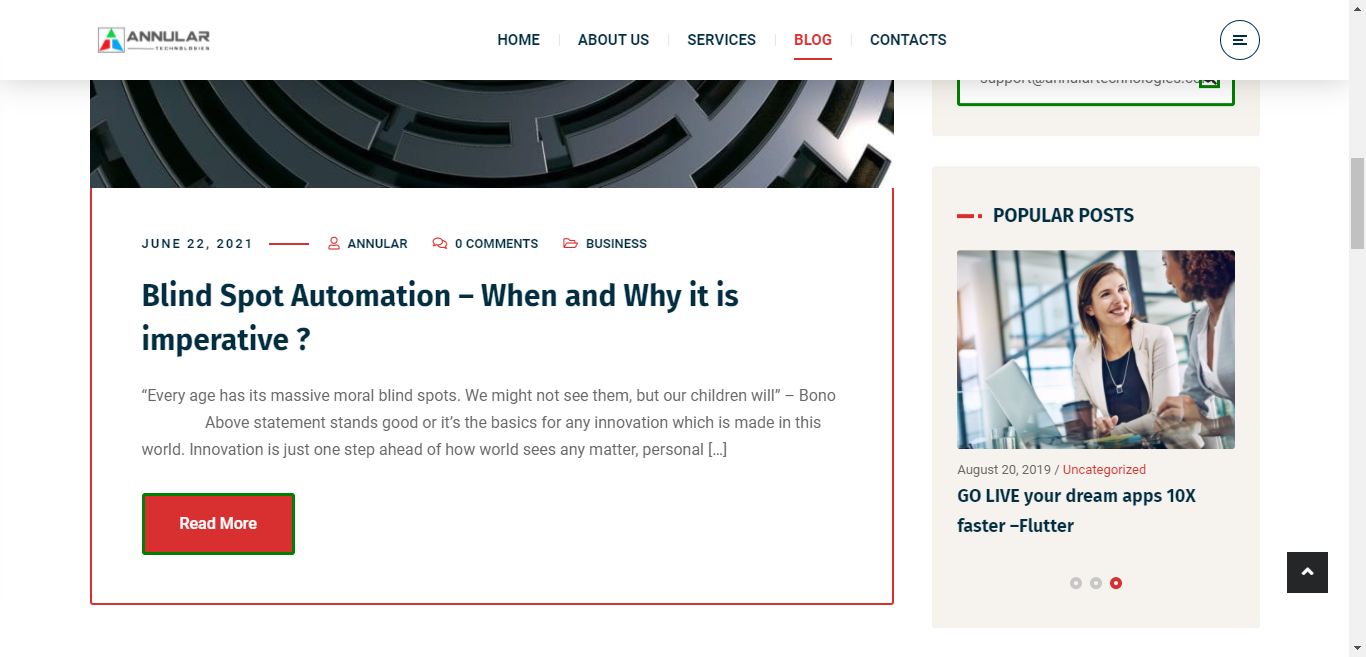 ANNULAR
TECHNOLOGIES
HOME
ABOUT US
SERVICES
BLOG
CONTACTS
JUNE 22, 2021
ANNULAR
0 COMMENTS
BUSINESS
Blind Spot Automation – When and Why it is
imperative ?
“Every age has its massive moral blind spots. We might not see them, but our children will” – Bono
Above statement stands good or it’s the basics for any innovation which is made in this
world. Innovation is just one step ahead of how world sees any matter, personal […]
Read More
POPULAR POSTS
August 20, 2019 / Uncategorized
GO LIVE your dream apps 10X
faster –Flutter